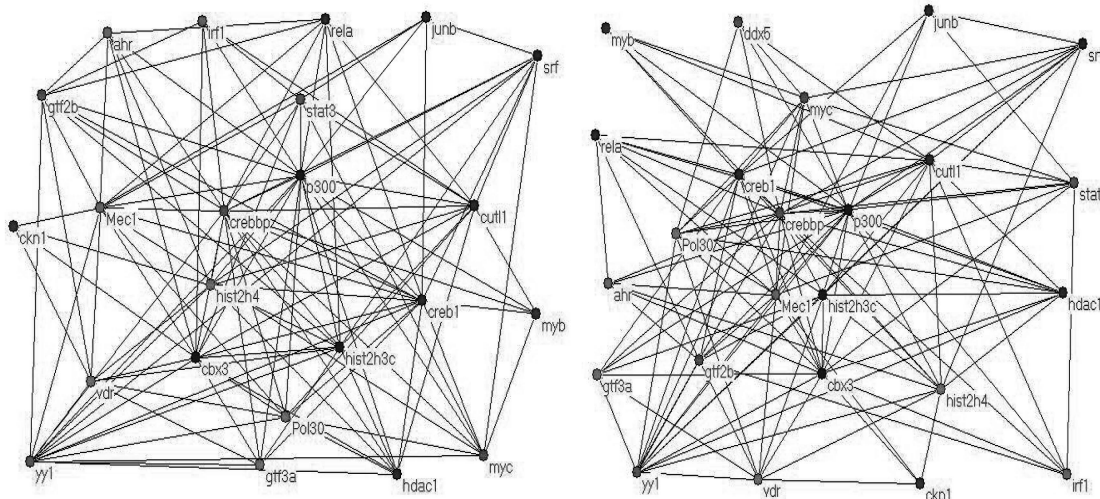 ahr
irf1
rela
junb
srf
gtf2b
stat3
p300
Mec1
crebbp
cutl1
ckn1
hist2h4
creb1
myb
cbx3
hist2h3c
vdr
Pol30
yy1
gtf3a
hdac1
myc
myb
ddx5
junb
myc
rela
cutl1
creb1
stat
crebbp
p300
Pol30
ahr
Mec1
hist2h3c
hdac1
gtf3a
gtf2b
cbx3
hist2h4
yy1
vdr
ckn1
irf1